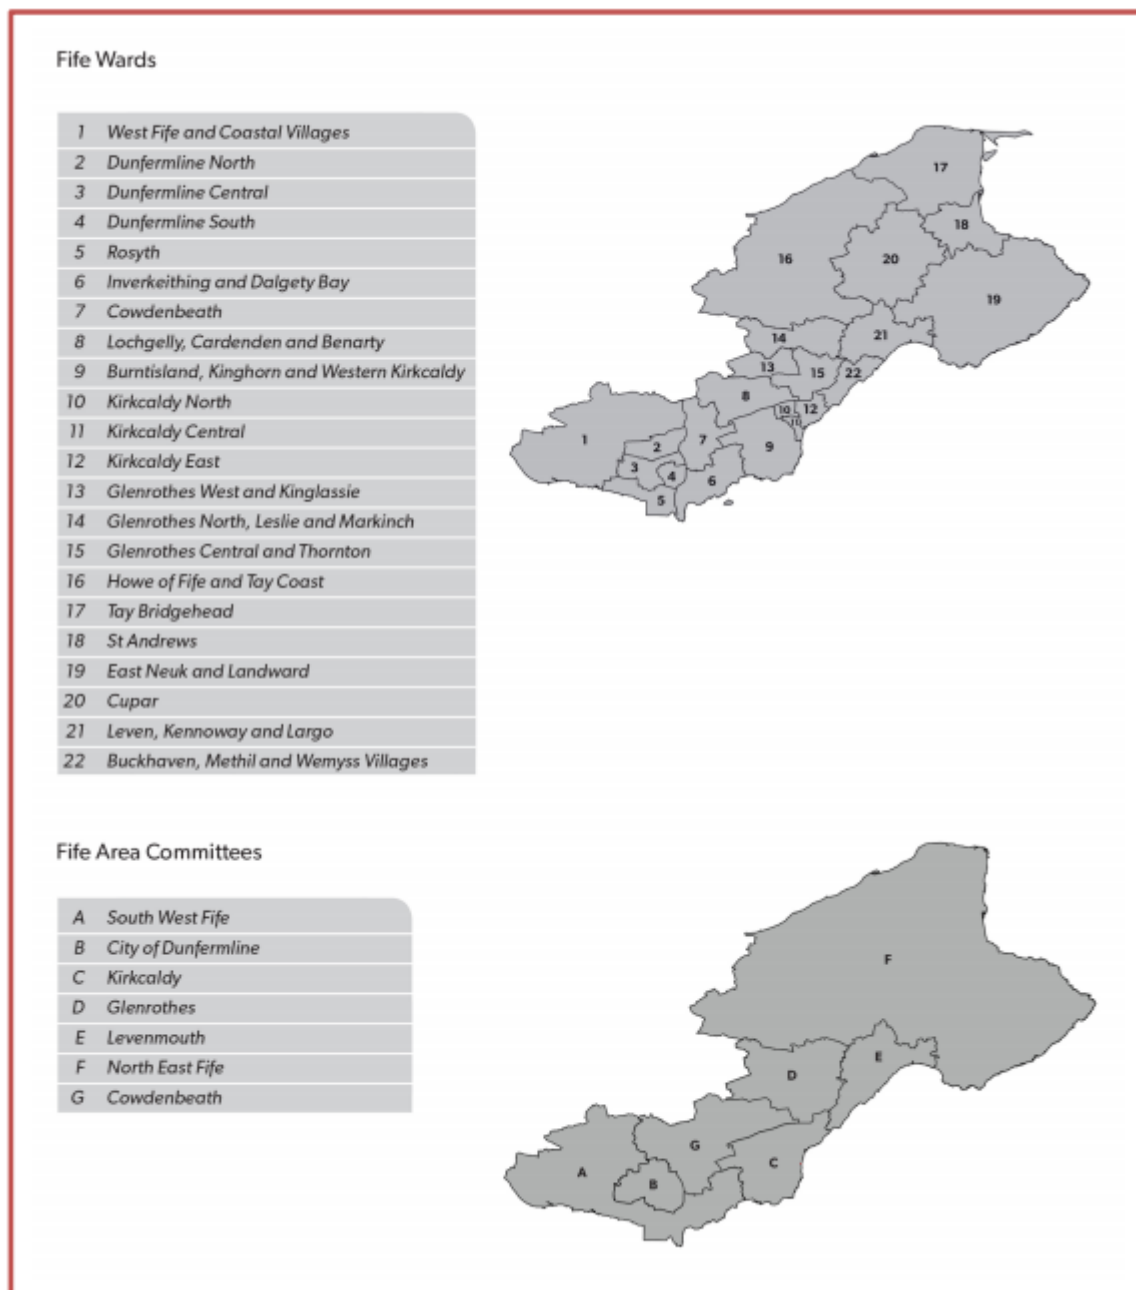 Fife Wards
1 West Fife and Coastal Villages
2 Dunfermline North
3 Dunfermline Central
4 Dunfermline South
5 Rosyth
6 Inverkeithing and Dalgety Bay
7 Cowdenbeath
8 Lochgelly, Cardenden and Benarty
9 Burntisland, Kinghorn and Western Kirkcaldy
10 Kirkcaldy North
11 Kirkcaldy Central
12 Kirkcaldy East
13 Glenrothes West and Kinglassie
14 Glenrothes North, Leslie and Markinch
15 Glenrothes Central and Thornton
16 Howe of Fife and Tay Coast
17 Tay Bridgehead
18 St Andrews
19 East Neuk and Landward
20 Cupar
21 Leven, Kennoway and Largo
22 Buckhaven, Methil and Wemyss Villages
17
18
16
20
19
21
14
13
15
22
8
10
12
11
1
2
7
9
3
4
6
5
Fife Area Committees
A South West Fife
B City of Dunfermline
C Kirkcaldy
D Glenrothes
E Levenmouth
F North East Fife
G Cowdenbeath
F
E
D
G
C
A
B